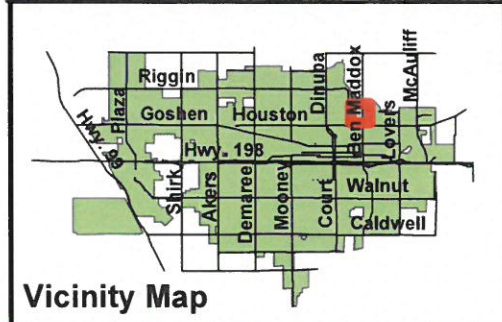 Riggin
Plaza
Goshen
Houston
Dinuba
Ben Maddox
McAuliff
Lovers
Hwy. 99
Hwy. 198
Shirk
Akers
Demaree
Mooney
Court
Walnut
Caldwell
Vicinity Map